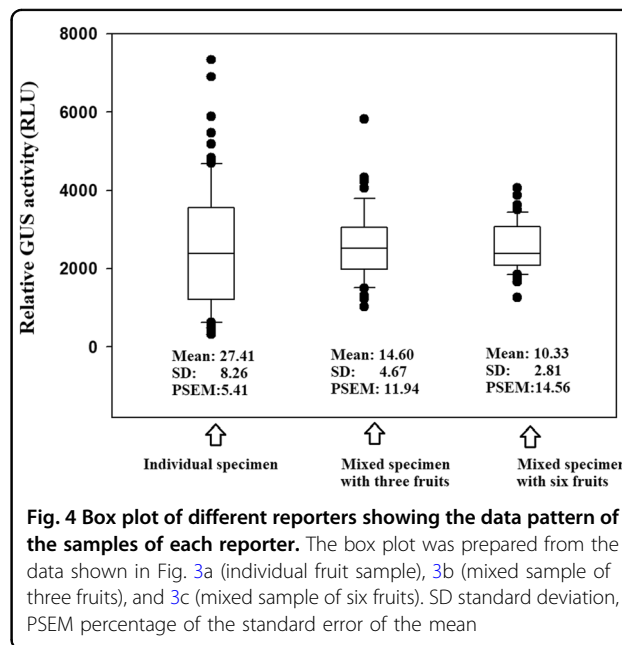 8000
6000
4000
2000
0
Relative GUS activity (RLU)
Mean: 27.41
SD: 8.26
PSEM:5.41
Mean: 14.60
SD: 4.67
PSEM: 11.94
Mean: 10.33
SD: 2.81
PSEM:14.56
Individual specimen
Mixed specimen
with three fruits
Mixed specimen
with six fruits
Fig. 4 Box plot of different reporters showing the data pattern of
the samples of each reporter. The box plot was prepared from the
data shown in Fig. 3a (individual fruit sample), 3b (mixed sample of
three fruits), and 3c (mixed sample of six fruits). SD standard deviation,
PSEM percentage of the standard error of the mean